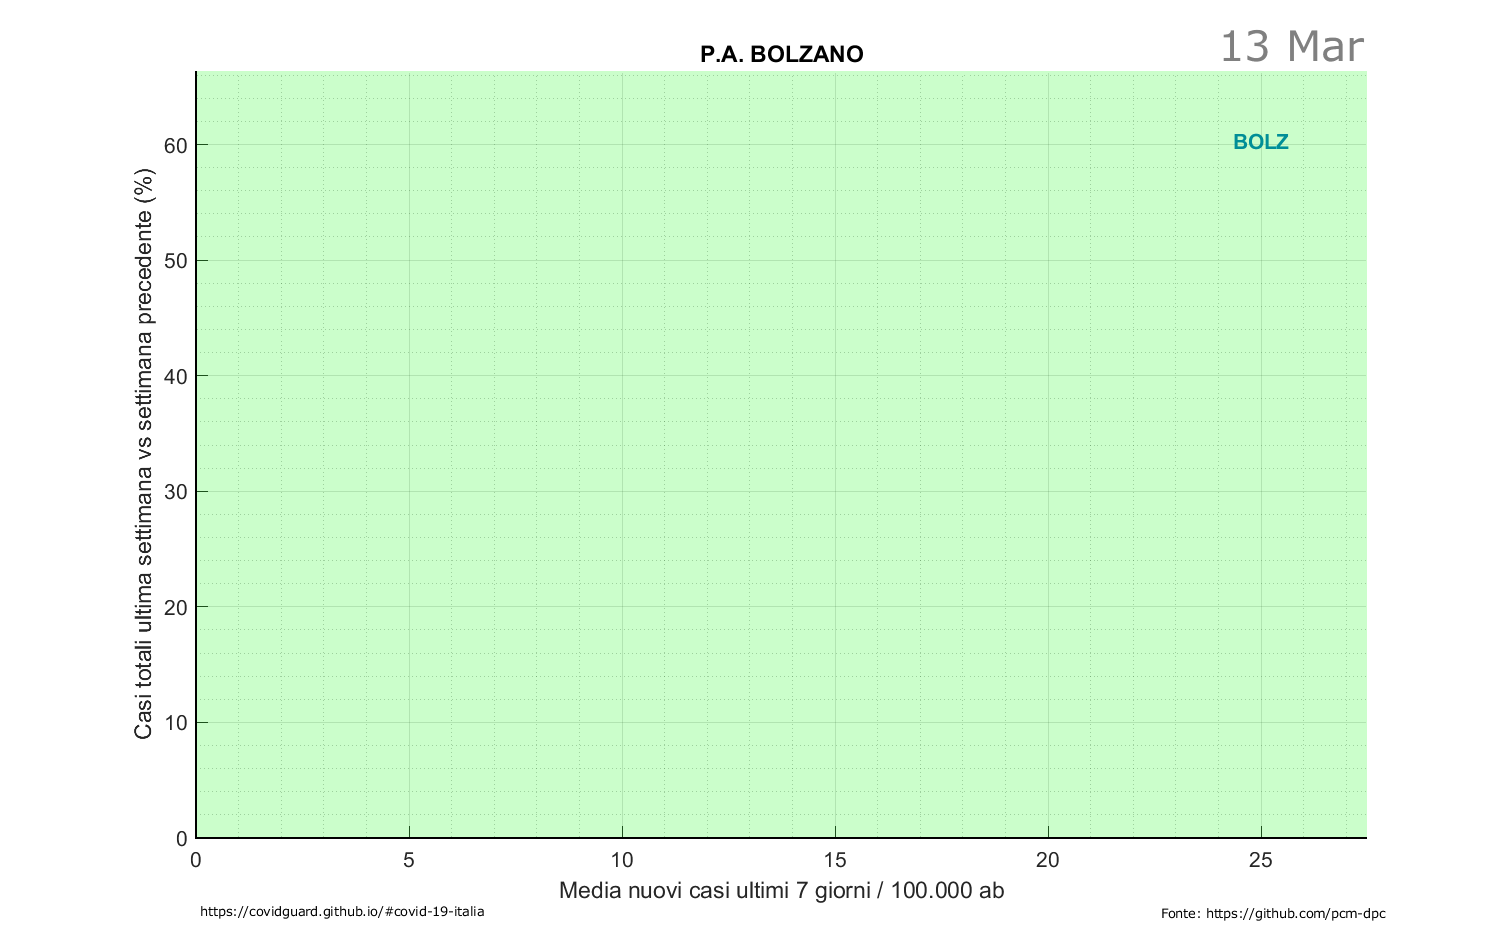 P.A. BOLZANO
13 Mar
BOLZ
Casi totali ultima settimana vs settimana precedente (%)
60
50
40
30
20
10
0
0 5 10 15 20 25
Media nuovi casi ultimi 7 giorni / 100.000 ab
https://covidguard.github.io/#covid-19-italia
Fonte: https://github.com/pcm-dpc